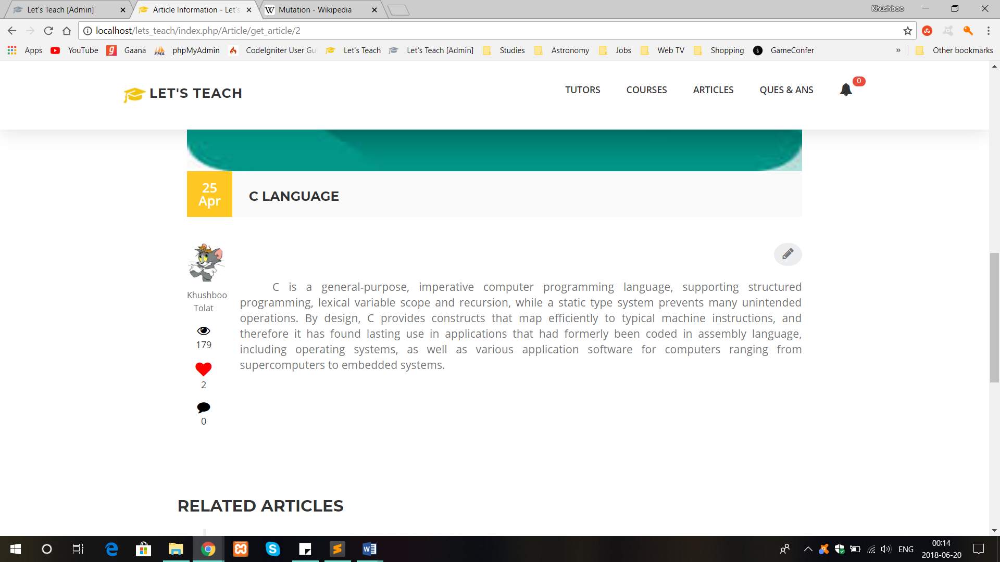 Let's Teach [Admin]
Article Information - Let's
Mutation - Wikipedia
Khushboo
localhost/lets_teach/index.php/Article/get_article/2
Apps
YouTube
Gaana
PMA
phpMyAdmin
CodeIgniter User Gu
Let's Teach
Let's Teach [Admin]
Studies
Astronomy
Jobs
Web TV
Shopping
GameConfer
»
Other bookmarks
LET'S TEACH
TUTORS
COURSES
ARTICLES
QUES & ANS
0
25
Apr
C LANGUAGE
Khushboo
Tolat
179
2
0
C is a general-purpose, imperative computer programming language, supporting structured
programming, lexical variable scope and recursion, while a static type system prevents many unintended
operations. By design, C provides constructs that map efficiently to typical machine instructions, and
therefore it has found lasting use in applications that had formerly been coded in assembly language,
including operating systems, as well as various application software for computers ranging from
supercomputers to embedded systems.
RELATED ARTICLES
ENG
00:14
2018-06-20